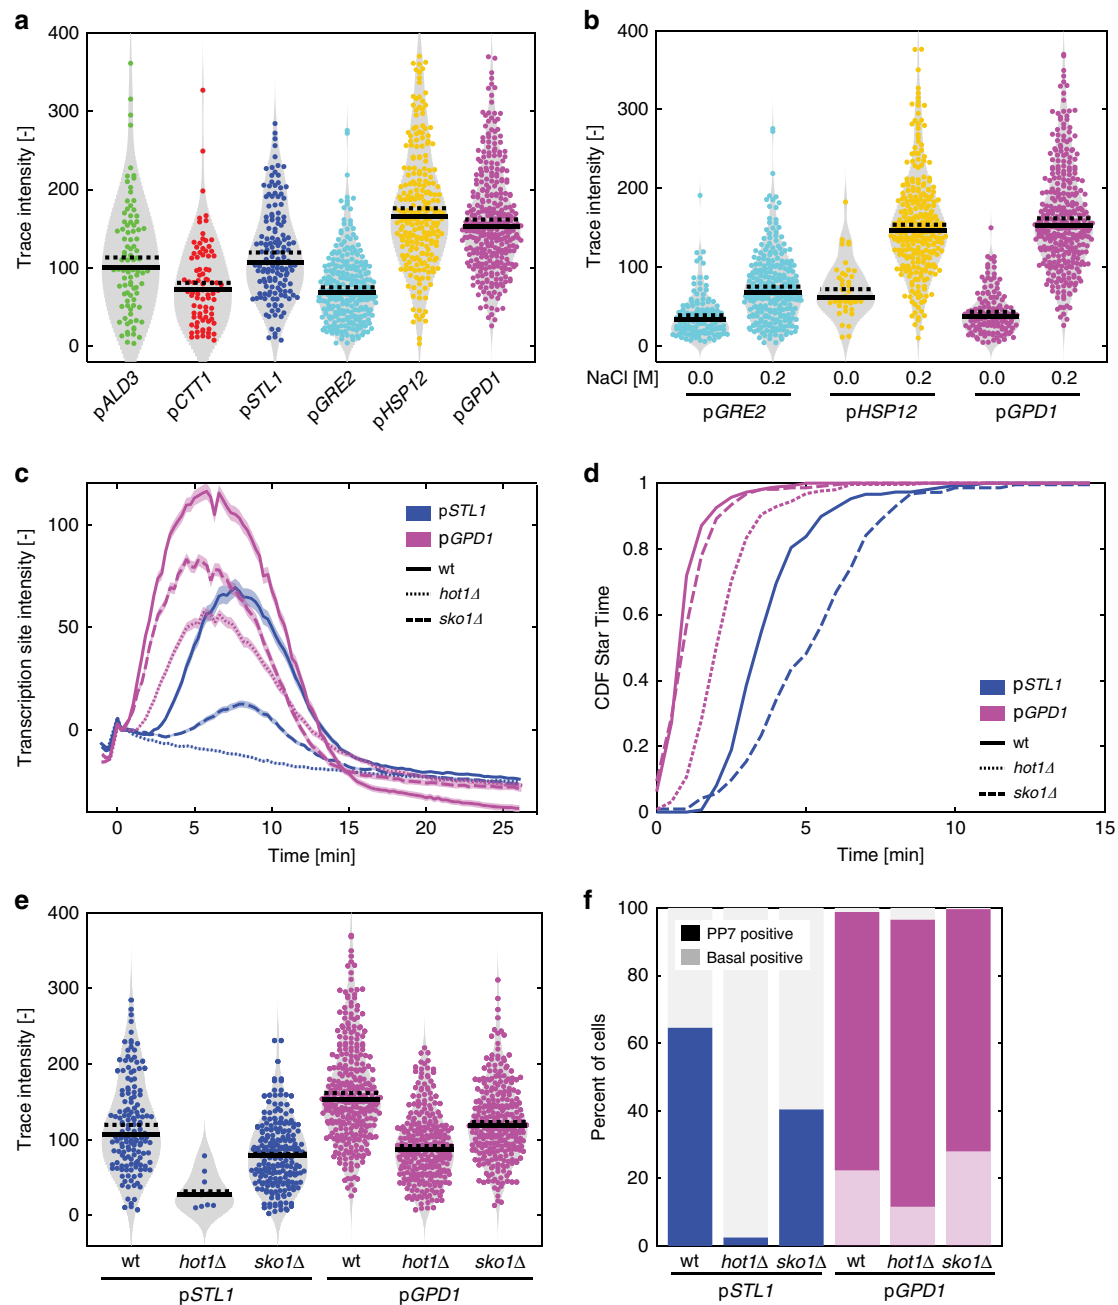 a
400
300
200
100
0
Trace intensity [-]
pALD3
pCTT1
pSTL1
pGRE2
pHSP12
pGPD1
b
400
300
200
100
0
Trace intensity [-]
NaCl [M] 0.0 0.2 0.0 0.2 0.0 0.2
pGRE2 pHSP12 pGPD1
c
100
50
0
Transcription site intensity [-]
pSTL1
pGPD1
wt
hot1Δ
sko1Δ
0 5 10 15 20 25
Time [min]
d
1
0.8
0.6
0.4
0.2
0
CDF Star Time
pSTL1
pGPD1
wt
hot1Δ
sko1Δ
0 5 10 15
Time [min]
e
400
300
200
100
0
Trace intensity [-]
wt hot1Δ sko1Δ wt hot1Δ sko1Δ
pSTL1 pGPD1
f
100
80
60
40
20
0
Percent of cells
PP7 positive
Basal positive
wt hot1Δ sko1Δ wt hot1Δ sko1Δ
pSTL1 pGPD1